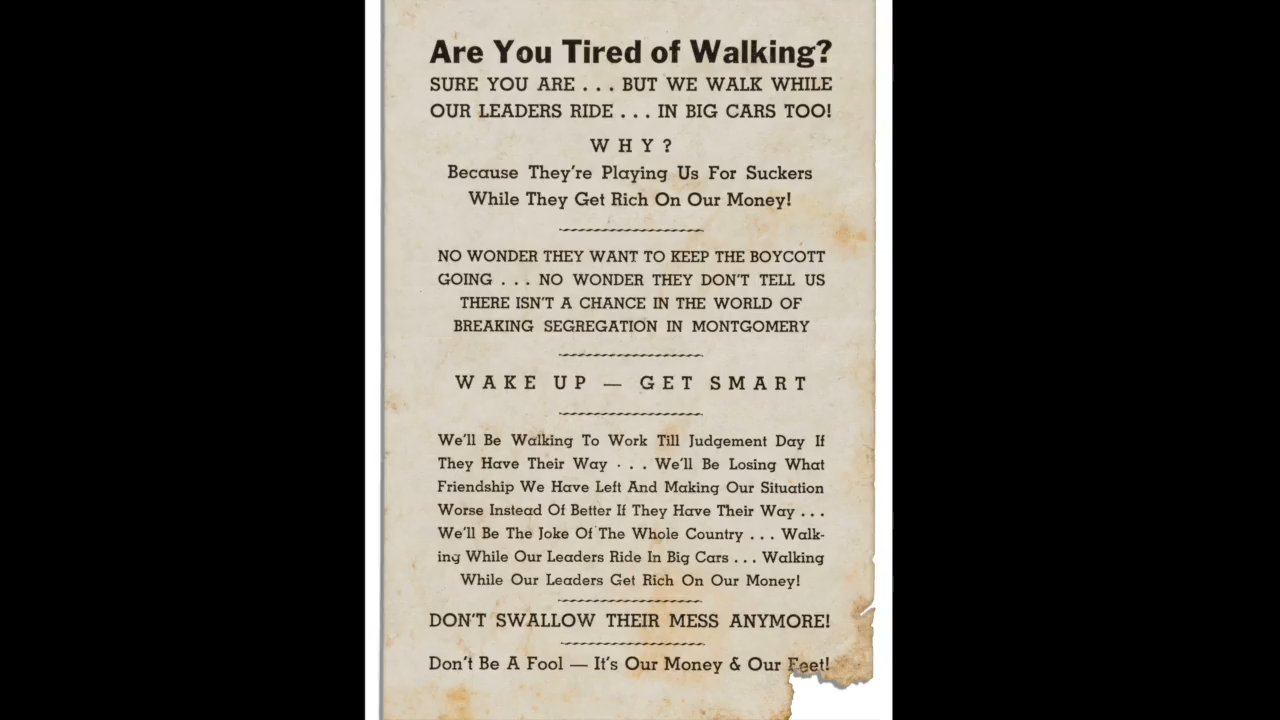 Are You Tired of Walking?
SURE YOU ARE . . . BUT WE WALK WHILE
OUR LEADERS RIDE . . . IN BIG CARS TOO!
W H Y ?
Because They're Playing Us For Suckers
While They Get Rich On Our Money!
NO WONDER THEY WANT TO KEEP THE BOYCOTT
GOING . . . NO WONDER THEY DON'T TELL US
THERE ISN'T A CHANCE IN THE WORLD OF
BREAKING SEGREGATION IN MONTGOMERY
WAKE UP — GET SMART
We'll Be Walking To Work Till Judgement Day If
They Have Their Way . . . We'll Be Losing What
Friendship We Have Left And Making Our Situation
Worse Instead Of Better If They Have Their Way . . .
We'll Be The Joke Of The Whole Country . . . Walk-
ing While Our Leaders Ride In Big Cars . . . Walking
While Our Leaders Get Rich On Our Money!
DON'T SWALLOW THEIR MESS ANYMORE!
Don't Be A Fool — It's Our Money & Our Feet!